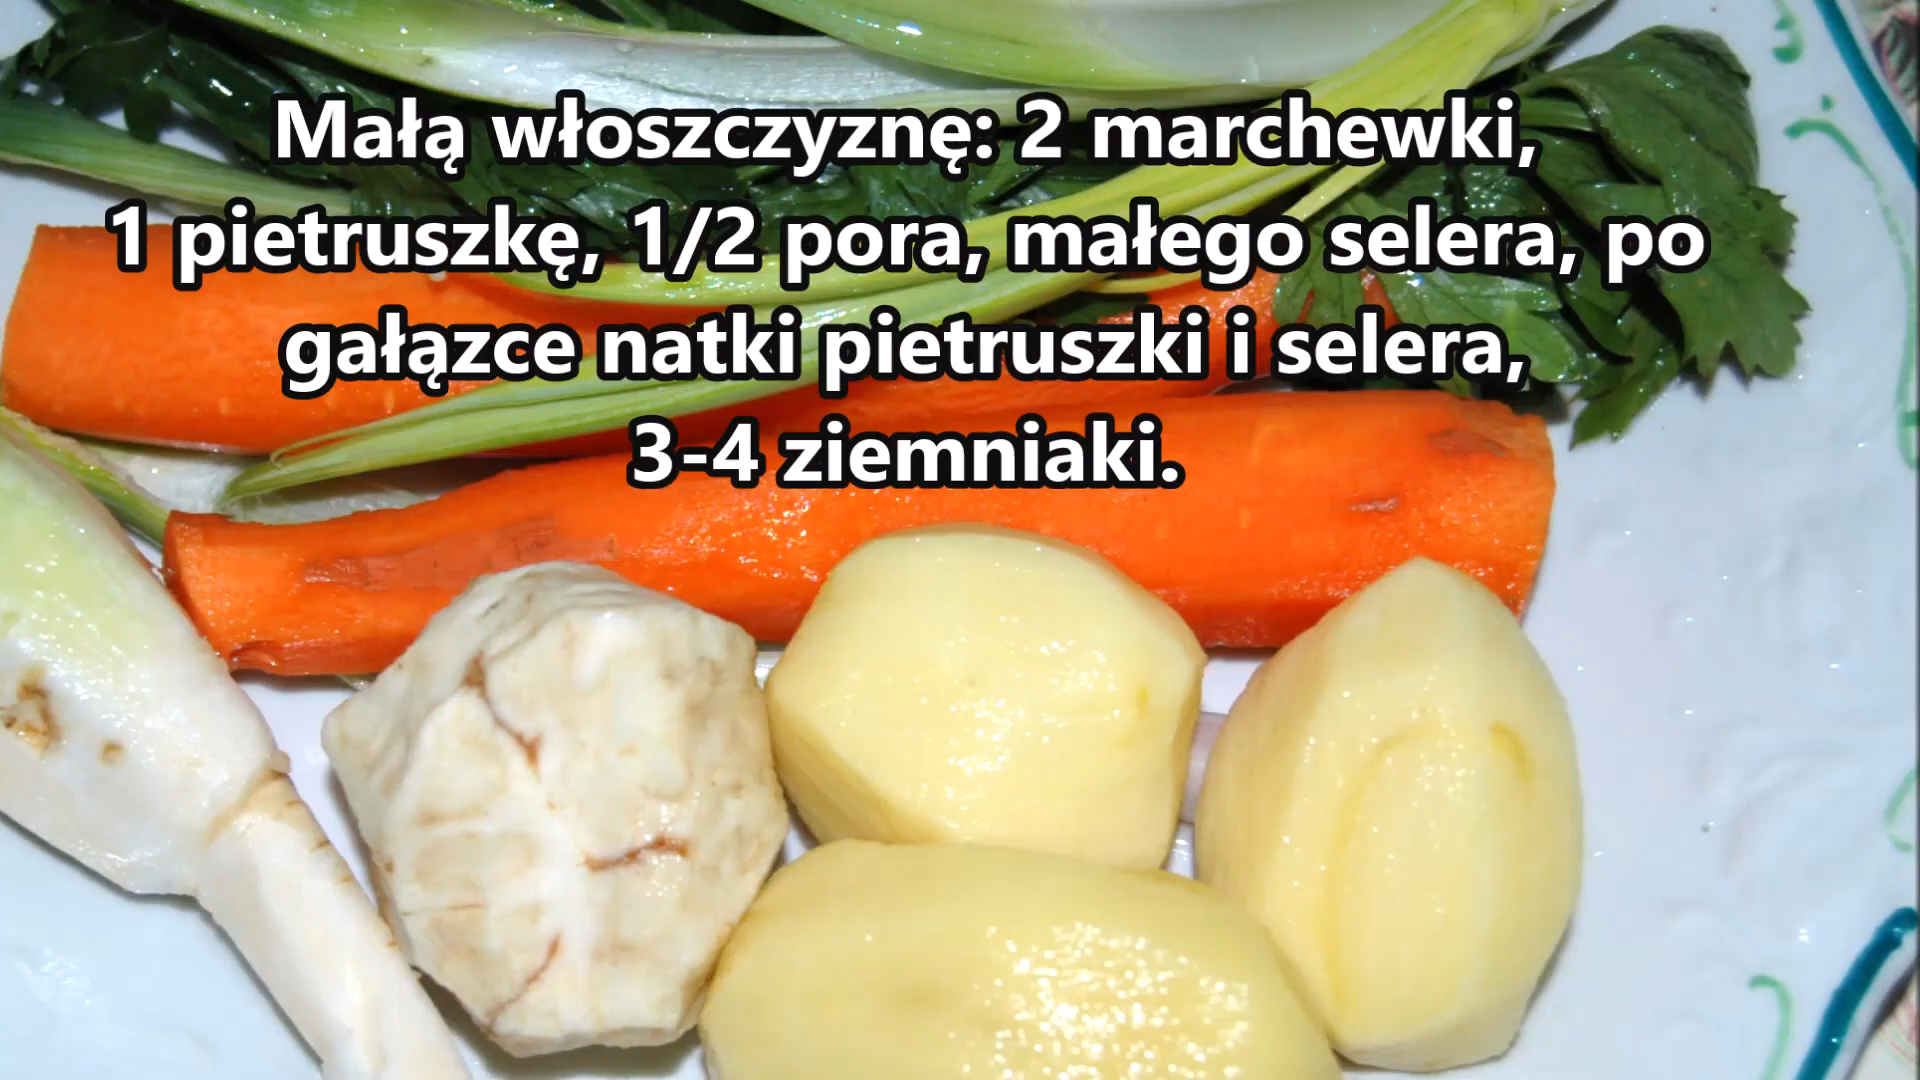 Małą włoszczyznę: 2 marchewki,
1 pietruszkę, 1/2 pora, małego selera, po
gałązce natki pietruszki i selera,
3-4 ziemniaki.